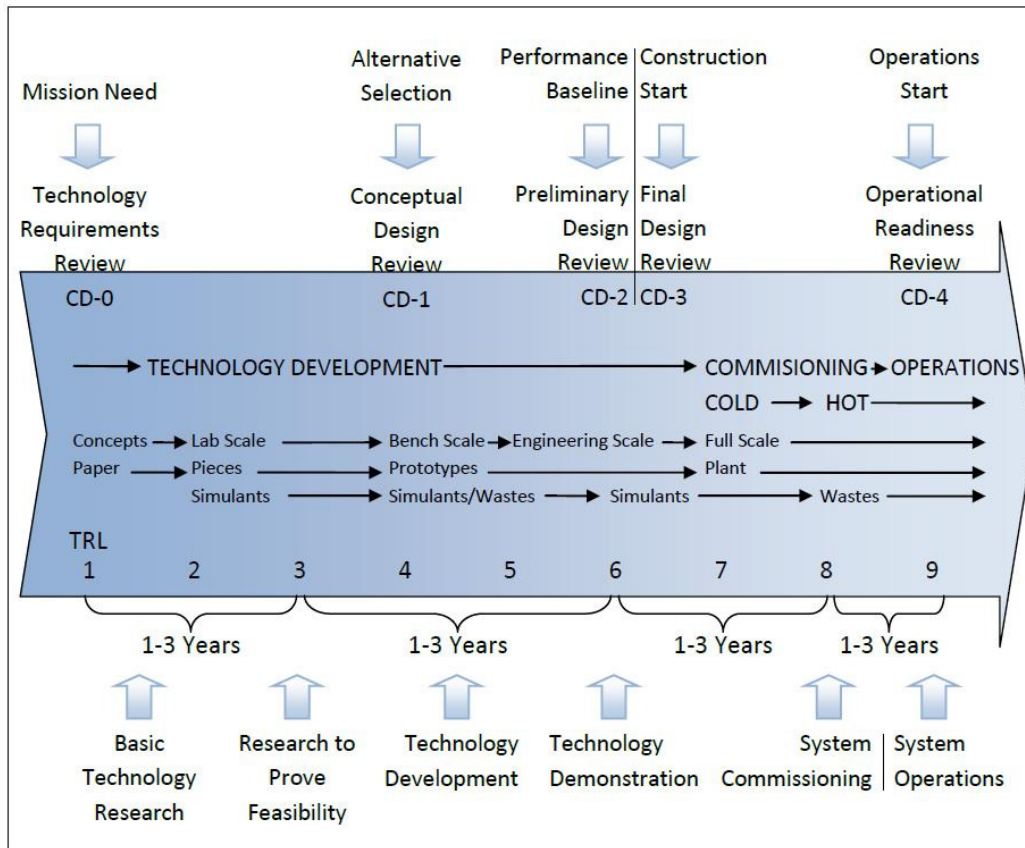 Mission Need
Alternative
Selection
Performance
Baseline
Construction
Start
Operations
Start
Technology
Requirements
Review
CD-0
Conceptual
Design
Review
CD-1
Preliminary
Design
Review
CD-2
Final
Design
Review
CD-3
Operational
Readiness
Review
CD-4
TECHNOLOGY DEVELOPMENT COMMISIONING OPERATIONS
COLD HOT
Concepts Lab Scale Bench Scale Engineering Scale Full Scale
Paper Pieces Prototypes Plant
Simulants Simulants/Wastes Simulants Wastes
TRL
1 2 3 4 5 6 7 8 9
1-3 Years 1-3 Years 1-3 Years 1-3 Years
Basic
Technology
Research
Research to
Prove
Feasibility
Technology
Development
Technology
Demonstration
System
Commissioning
System
Operations